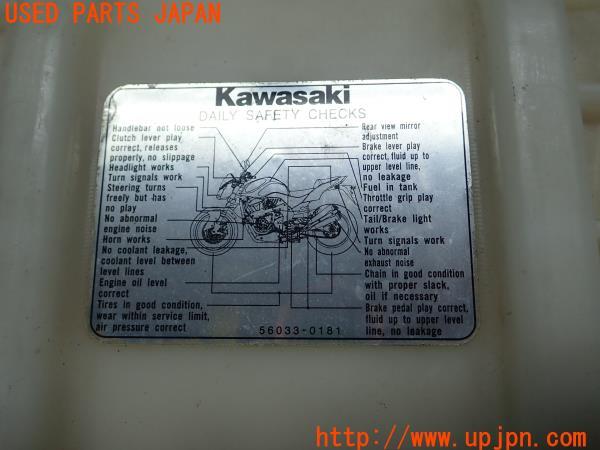 USED PARTS JAPAN
Kawasaki
DAILY SAFETY CHECKS
Handlebar not loose
Clutch lever play
correct, releases
properly, no slippage
Headlight works
Turn signals work
Steering turns
freely but has
no play
No abnormal
engine noise
Horn works
No coolant leakage,
coolant level between
level lines
Engine oil level
correct
Tires in good condition,
wear within service limit,
air pressure correct
Rear view mirror
adjustment
Brake lever play
correct, fluid up to
upper level line,
no leakage
Fuel in tank
Throttle grip play
correct
Tail/Brake light
works
Turn signals work
No abnormal
exhaust noise
Chain in good condition
with proper slack,
oil if necessary
Brake pedal play correct,
fluid up to upper level
line, no leakage
56033-0181
中古部品日本
www.upjpn.com